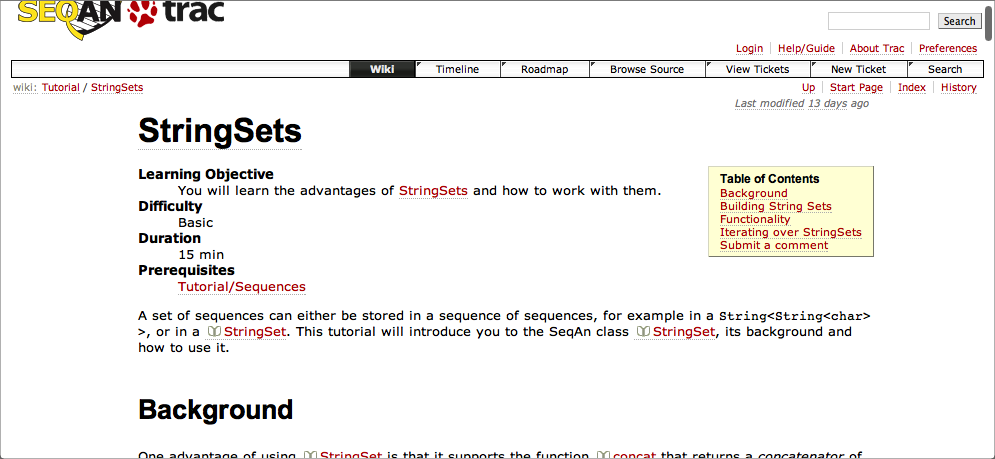 SEQAN trac
Search
Login Help/Guide About Trac Preferences
Wiki Timeline Roadmap Browse Source View Tickets New Ticket Search
wiki: Tutorial / StringSets
Up Start Page Index History
Last modified 13 days ago
StringSets
Learning Objective
You will learn the advantages of StringSets and how to work with them.
Difficulty
Basic
Duration
15 min
Prerequisites
Tutorial/Sequences
Table of Contents
Background
Building String Sets
Functionality
Iterating over StringSets
Submit a comment
A set of sequences can either be stored in a sequence of sequences, for example in a String<String<char>
>, or in a StringSet. This tutorial will introduce you to the SeqAn class StringSet, its background and
how to use it.
Background
One advantage of using StringSet is that it supports the function concat that returns a concatenator of